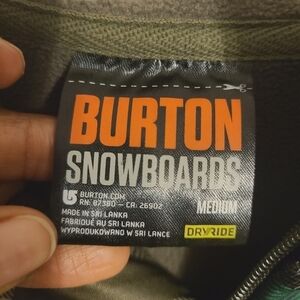 BURTON
SNOWBOARDS
MEDIUM
BURTON.COM
RN: 87380 – CA: 26902
MADE IN SRI LANKA
FABRIQUÉ AU SRI LANKA
WYPRODUKOWANO W SRI LANCE
DRYRIDE